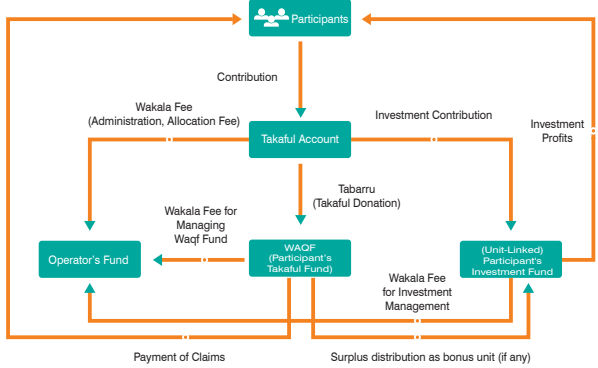 Participants
Contribution
Wakala Fee
(Administration, Allocation Fee)
Investment Contribution
Investment
Profits
Takaful Account
Tabarru
(Takaful Donation)
Wakala Fee for
Managing
Waqf Fund
Operator's Fund
WAQF
(Participant's
Takaful Fund)
(Unit-Linked)
Participant's
Investment Fund
Wakala Fee
for Investment
Management
Payment of Claims
Surplus distribution as bonus unit (if any)